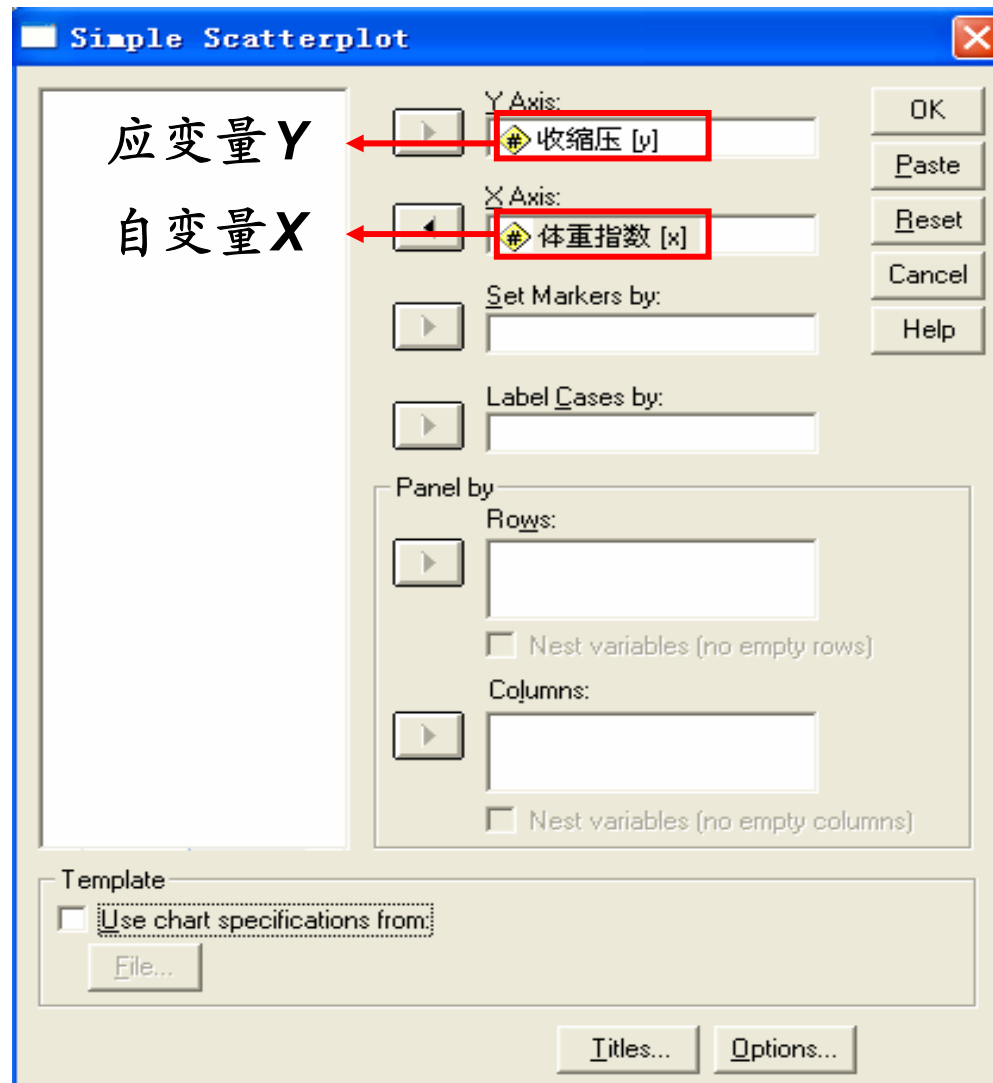 Simple Scatterplot
应变量Y
自变量X
Y Axis:
收缩压 [y]
X Axis:
体重指数 [x]
Set Markers by:
Label Cases by:
Panel by
Rows:
Nest variables (no empty rows)
Columns:
Nest variables (no empty columns)
OK
Paste
Reset
Cancel
Help
Template
Use chart specifications from:
File...
Titles... Options...